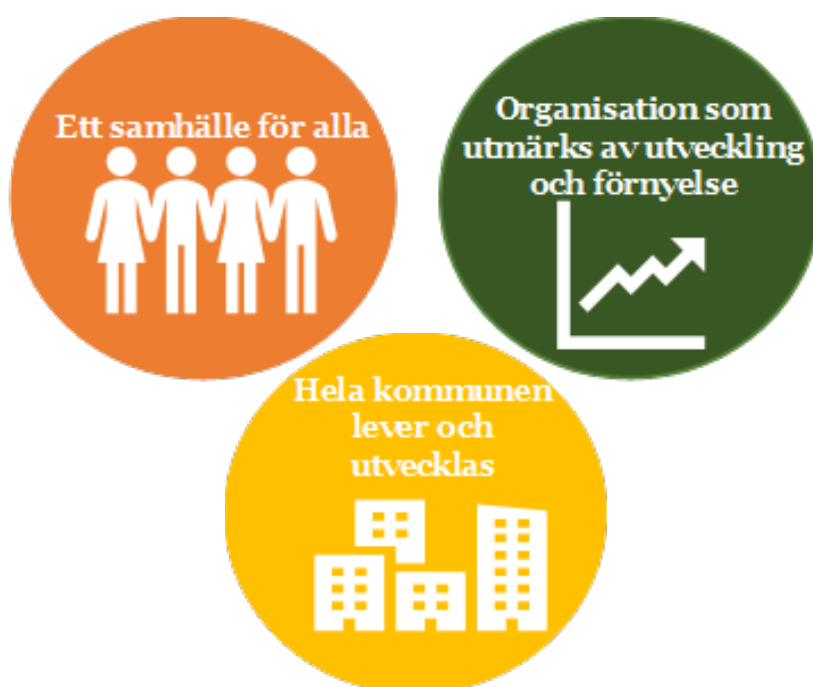 Ett samhälle för alla
Organisation som
utmärks av utveckling
och förnyelse
Hela kommunen
lever och
utvecklas